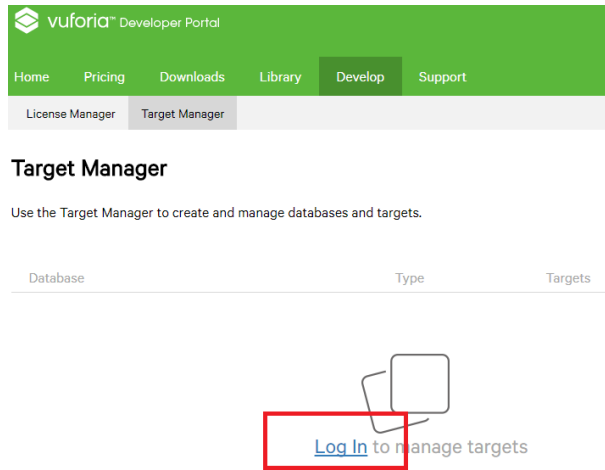 vuforia™ Developer Portal
Home Pricing Downloads Library Develop Support
License Manager Target Manager
Target Manager
Use the Target Manager to create and manage databases and targets.
Database Type Targets
Log In to manage targets